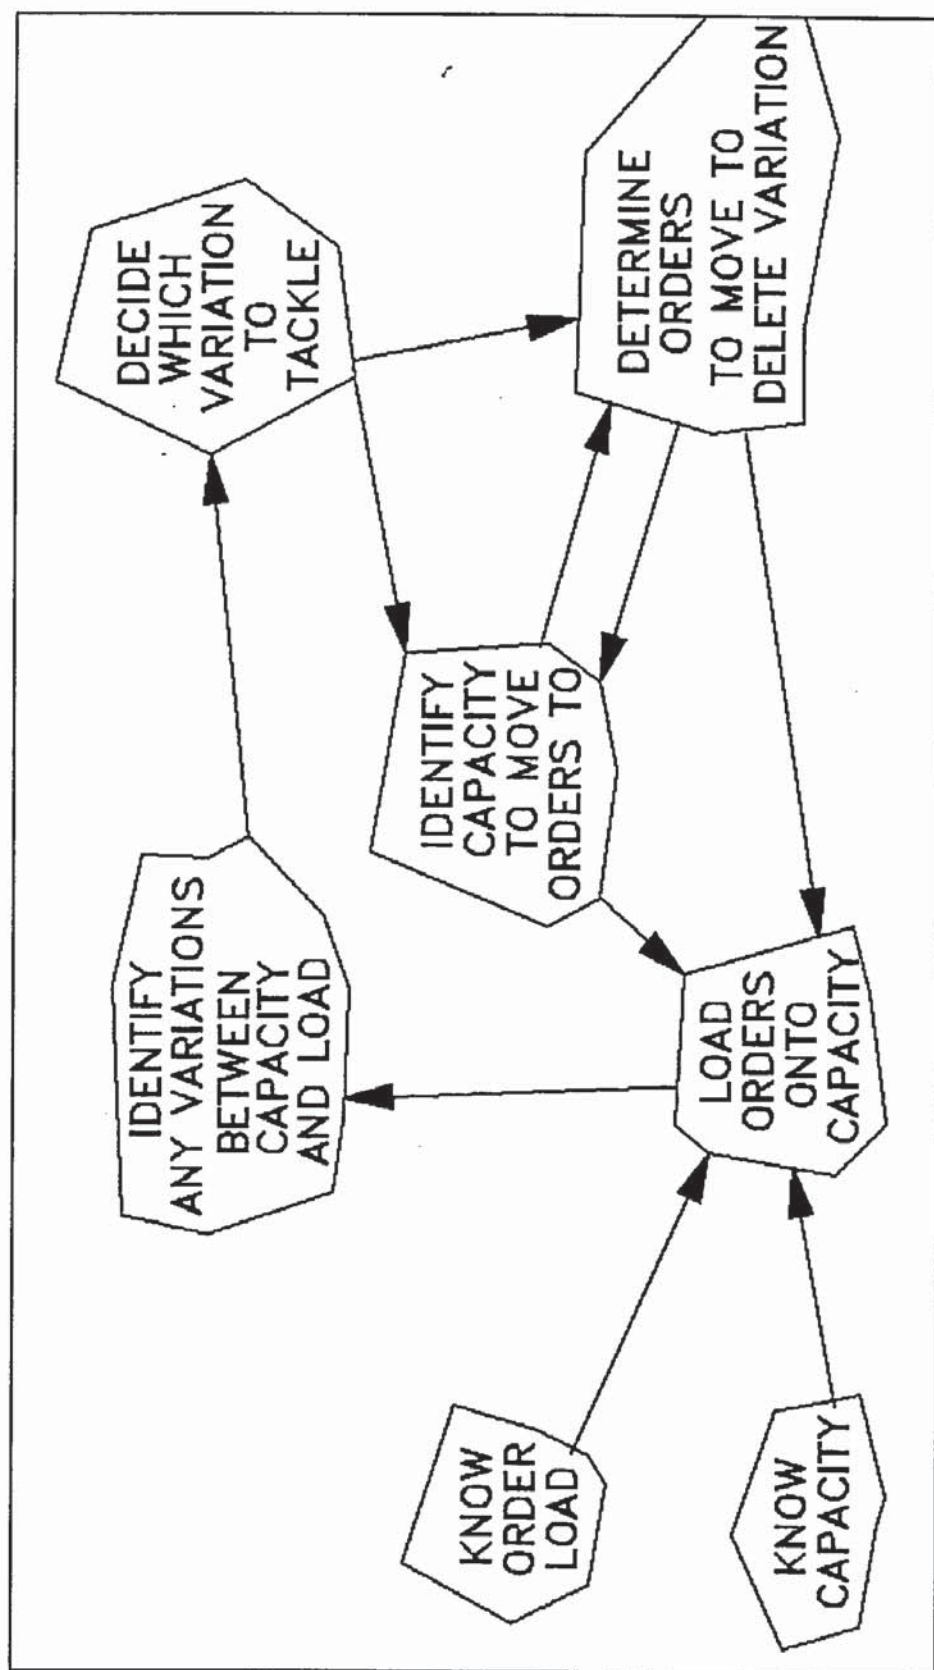 IDENTIFY
ANY VARIATIONS
BETWEEN
CAPACITY
AND LOAD
DECIDE
WHICH
VARIATION
TO
TACKLE
KNOW
ORDER
LOAD
IDENTIFY
CAPACITY
TO MOVE
ORDERS TO
KNOW
CAPACITY
LOAD
ORDERS
ONTO
CAPACITY
DETERMINE
ORDERS
TO MOVE TO
DELETE VARIATION